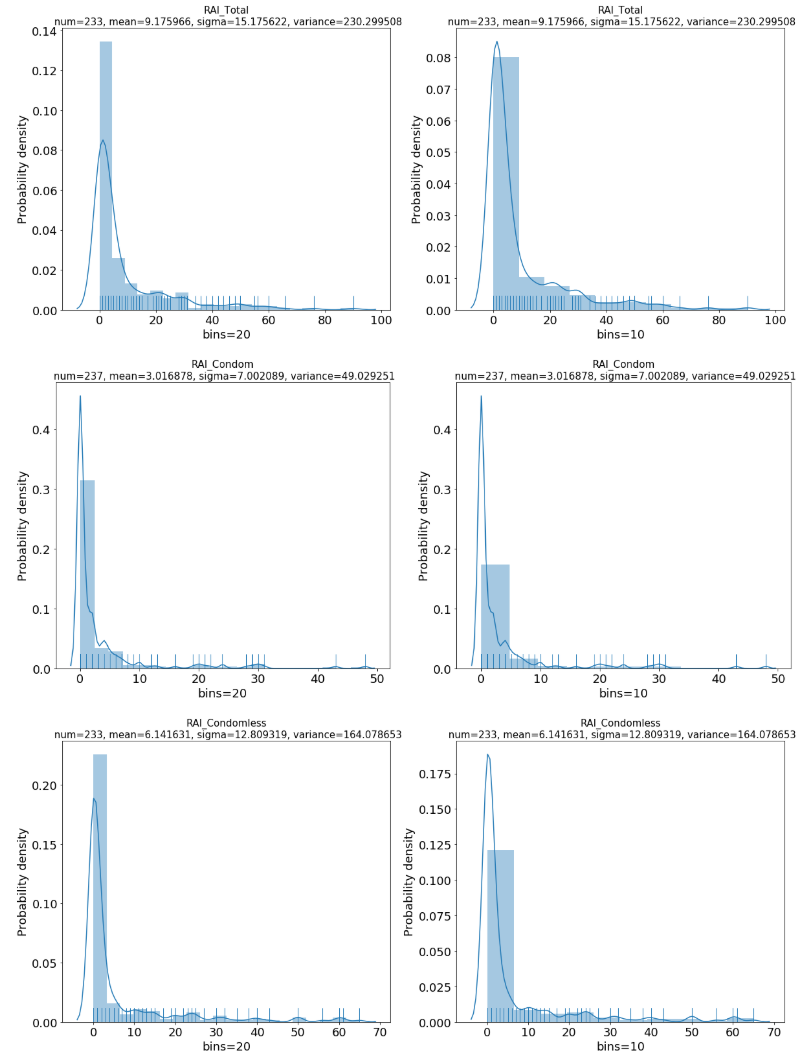 RAI_Total
num=233, mean=9.175966, sigma=15.175622, variance=230.299508
0.14
0.12
0.10
0.08
0.06
0.04
0.02
0.00
Probability density
0 20 40 60 80 100
bins=20
RAI_Total
num=233, mean=9.175966, sigma=15.175622, variance=230.299508
0.08
0.07
0.06
0.05
0.04
0.03
0.02
0.01
0.00
Probability density
0 20 40 60 80 100
bins=10
RAI_Condom
num=237, mean=3.016878, sigma=7.002089, variance=49.029251
0.4
0.3
0.2
0.1
0.0
Probability density
0 10 20 30 40 50
bins=20
RAI_Condom
num=237, mean=3.016878, sigma=7.002089, variance=49.029251
0.4
0.3
0.2
0.1
0.0
Probability density
0 10 20 30 40 50
bins=10
RAI_Condomless
num=233, mean=6.141631, sigma=12.809319, variance=164.078653
0.20
0.15
0.10
0.05
0.00
Probability density
0 10 20 30 40 50 60 70
bins=20
RAI_Condomless
num=233, mean=6.141631, sigma=12.809319, variance=164.078653
0.175
0.150
0.125
0.100
0.075
0.050
0.025
0.000
Probability density
0 10 20 30 40 50 60 70
bins=10